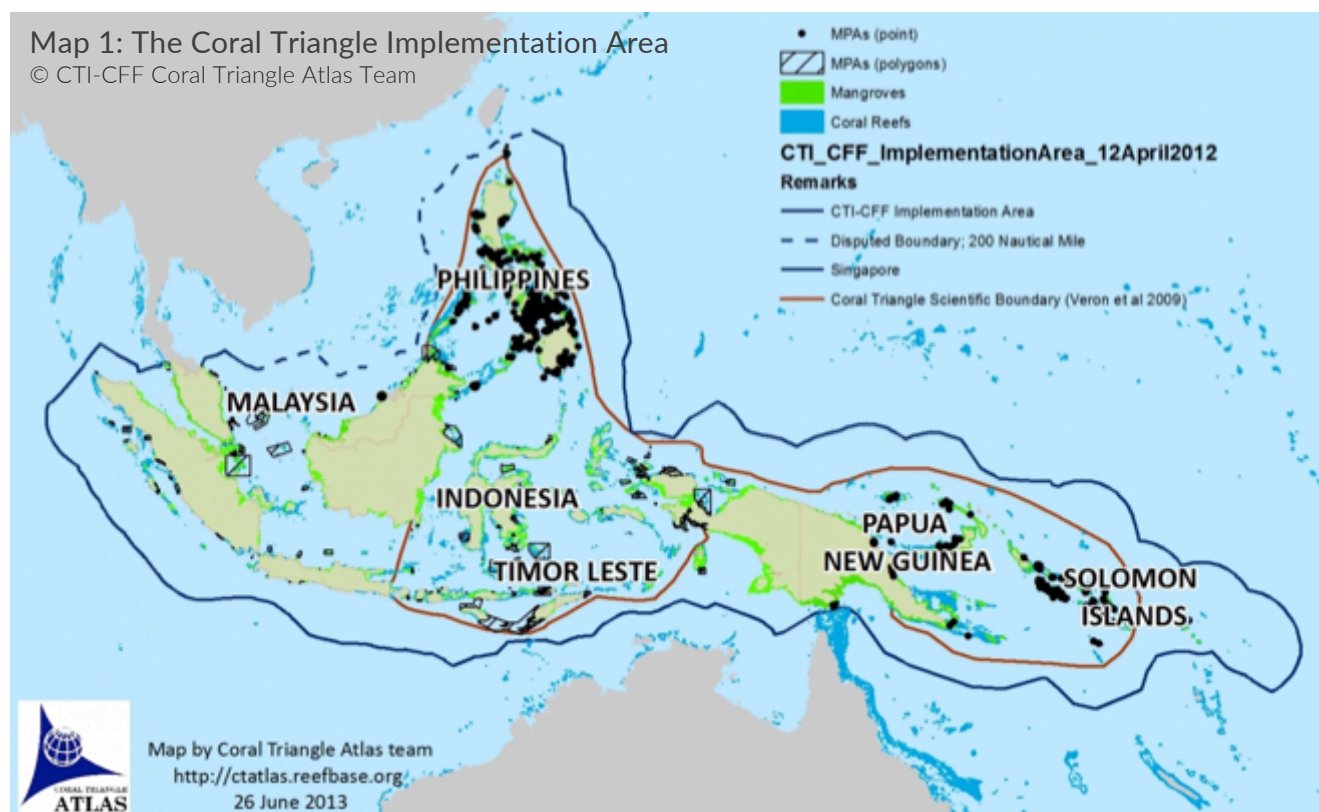 Map 1: The Coral Triangle Implementation Area
© CTI-CFF Coral Triangle Atlas Team
MPAs (point)
MPAs (polygons)
Mangroves
Coral Reefs
CTI_CFF_ImplementationArea_12April2012
Remarks
CTI-CFF Implementation Area
Disputed Boundary; 200 Nautical Mile
Singapore
Coral Triangle Scientific Boundary (Veron et al 2009)
PHILIPPINES
MALAYSIA
INDONESIA
PAPUA
NEW GUINEA
TIMOR LESTE
SOLOMON
ISLANDS
Map by Coral Triangle Atlas team
http://ctatlas.reefbase.org
26 June 2013
CORAL TRIANGLE
ATLAS